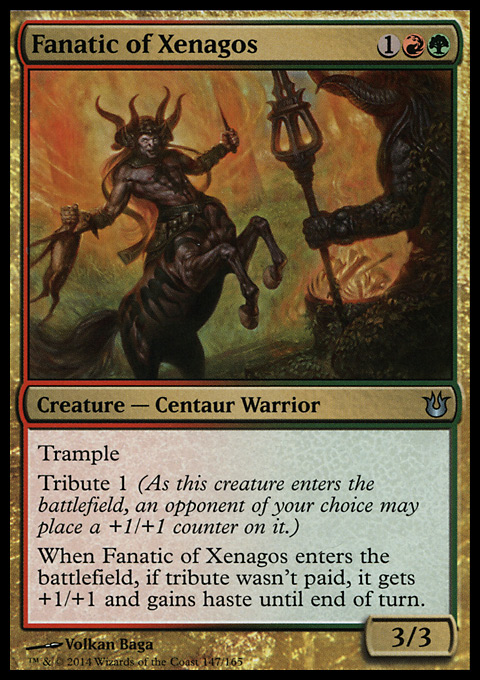 Fanatic of Xenagos 1
Creature — Centaur Warrior
Trample
Tribute 1 (As this creature enters the
battlefield, an opponent of your choice may
place a +1/+1 counter on it.)
When Fanatic of Xenagos enters the
battlefield, if tribute wasn't paid, it gets
+1/+1 and gains haste until end of turn.
3/3
Volkan Baga
™ & © 2014 Wizards of the Coast 147/165